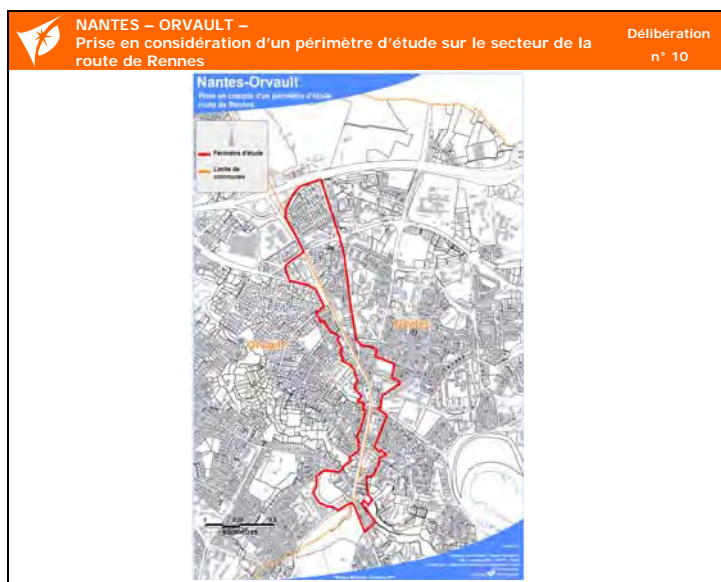 NANTES – ORVAULT –
Prise en considération d'un périmètre d'étude sur le secteur de la
route de Rennes
Délibération
n° 10
Nantes-Orvault
Prise en compte d'un périmètre d'étude
route de Rennes
Périmètre d'étude
Limite de
communes
Orvault
Nantes
kilomètres